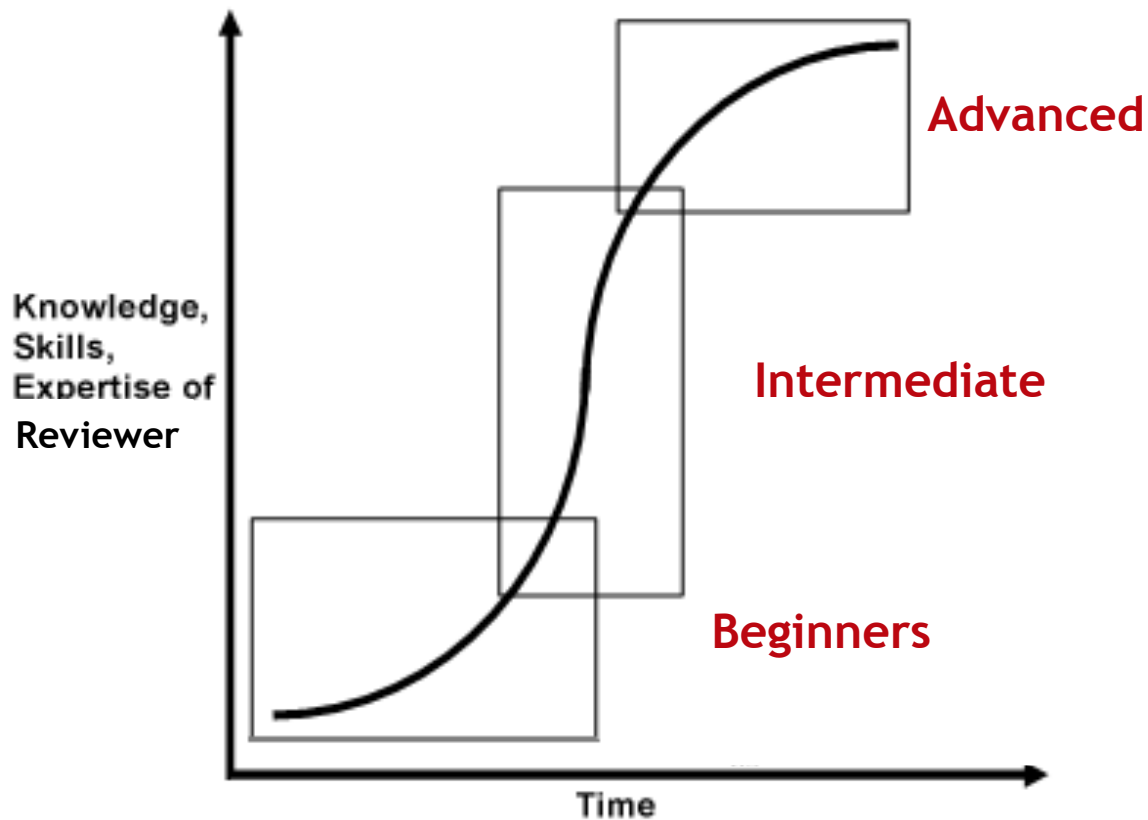 Advanced
Knowledge,
Skills,
Expertise of
Reviewer
Intermediate
Beginners
Time